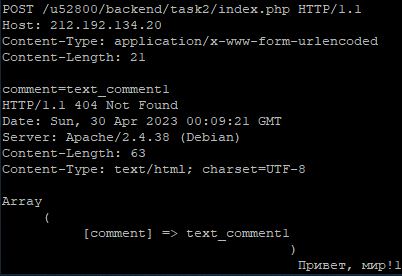 POST /u52800/backend/task2/index.php HTTP/1.1
Host: 212.192.134.20
Content-Type: application/x-www-form-urlencoded
Content-Length: 21

comment=text_comment1
HTTP/1.1 404 Not Found
Date: Sun, 30 Apr 2023 00:09:21 GMT
Server: Apache/2.4.38 (Debian)
Content-Length: 63
Content-Type: text/html; charset=UTF-8

Array
(
[comment] => text_comment1
)
Привет, мир!1